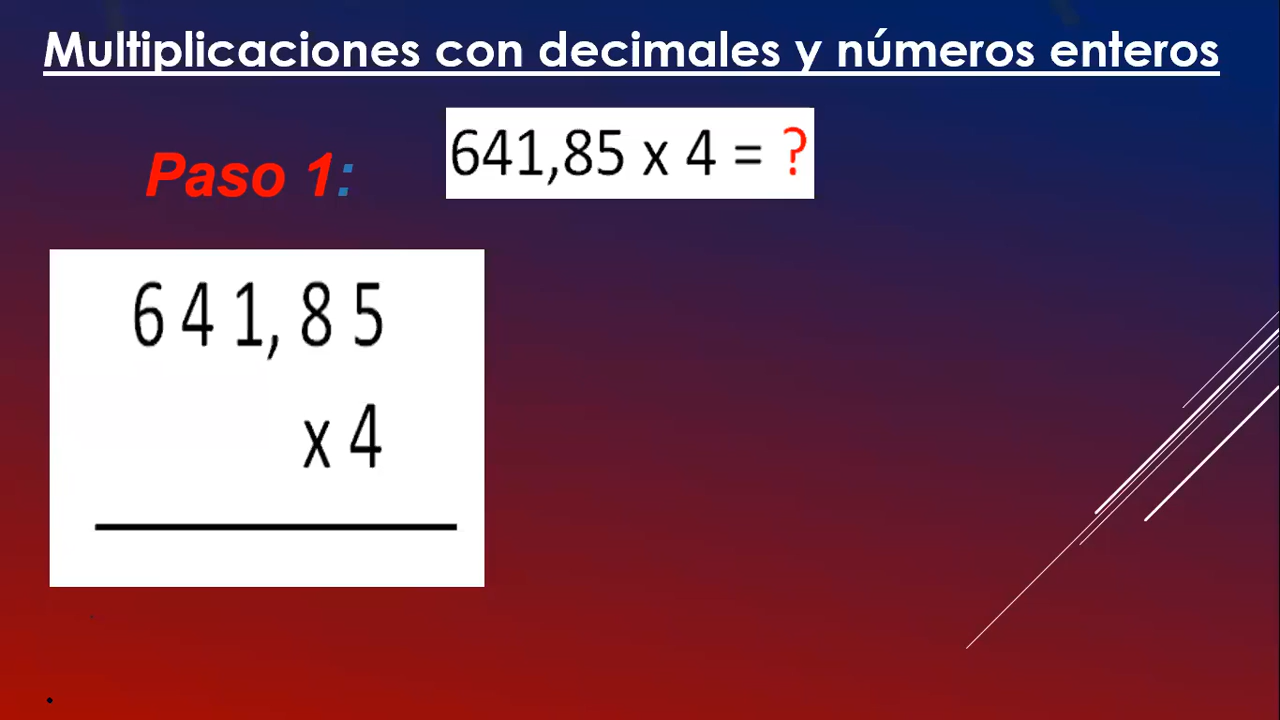 Multiplicaciones con decimales y números enteros
641,85 x 4 = ?
Paso 1:
6 4 1, 8 5
x 4